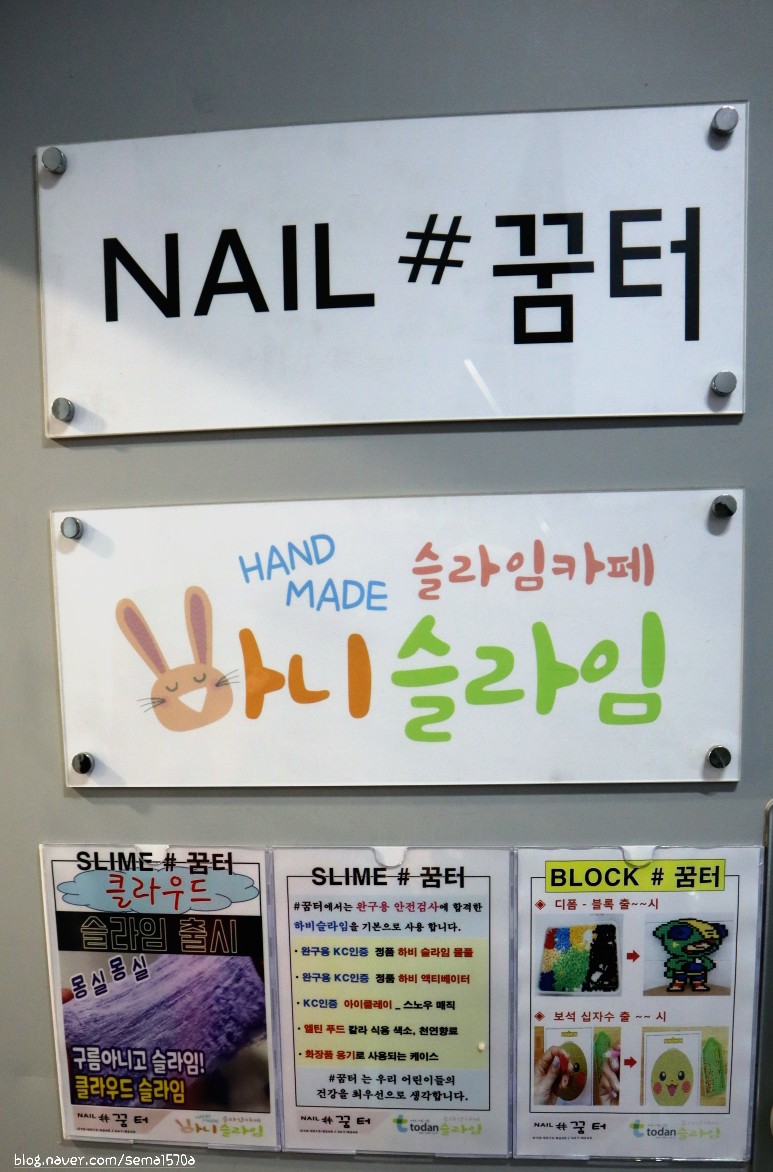 NAIL #꿈터
HAND MADE 슬라임카페
바니슬라임
SLIME # 꿈터
클라우드
슬라임 출시
몽실몽실
구름아니고 슬라임!
클라우드 슬라임
NAIL # 꿈터
바니슬라임
SLIME # 꿈터
#꿈터에서는 완구용 안전검사에 합격한
하비슬라임을 기본으로 사용 합니다.
· 완구용 KC인증 정품 하비 슬라임 물풀
· 완구용 KC인증 정품 하비 액티베이터
· KC인증 아이클레이 _ 스노우 매직
· 앨틴 푸드 칼라 식용 색소, 천연향료
· 화장품 용기로 사용되는 케이스
#꿈터 는 우리 어린이들의
건강을 최우선으로 생각합니다.
NAIL # 꿈터
todan 슬라임
BLOCK # 꿈터
◈ 디폼 - 블록 출~~시
◈ 보석 십자수 출 ~~ 시
NAIL # 꿈터
todan 슬라임
blog.naver.com/sema1570a